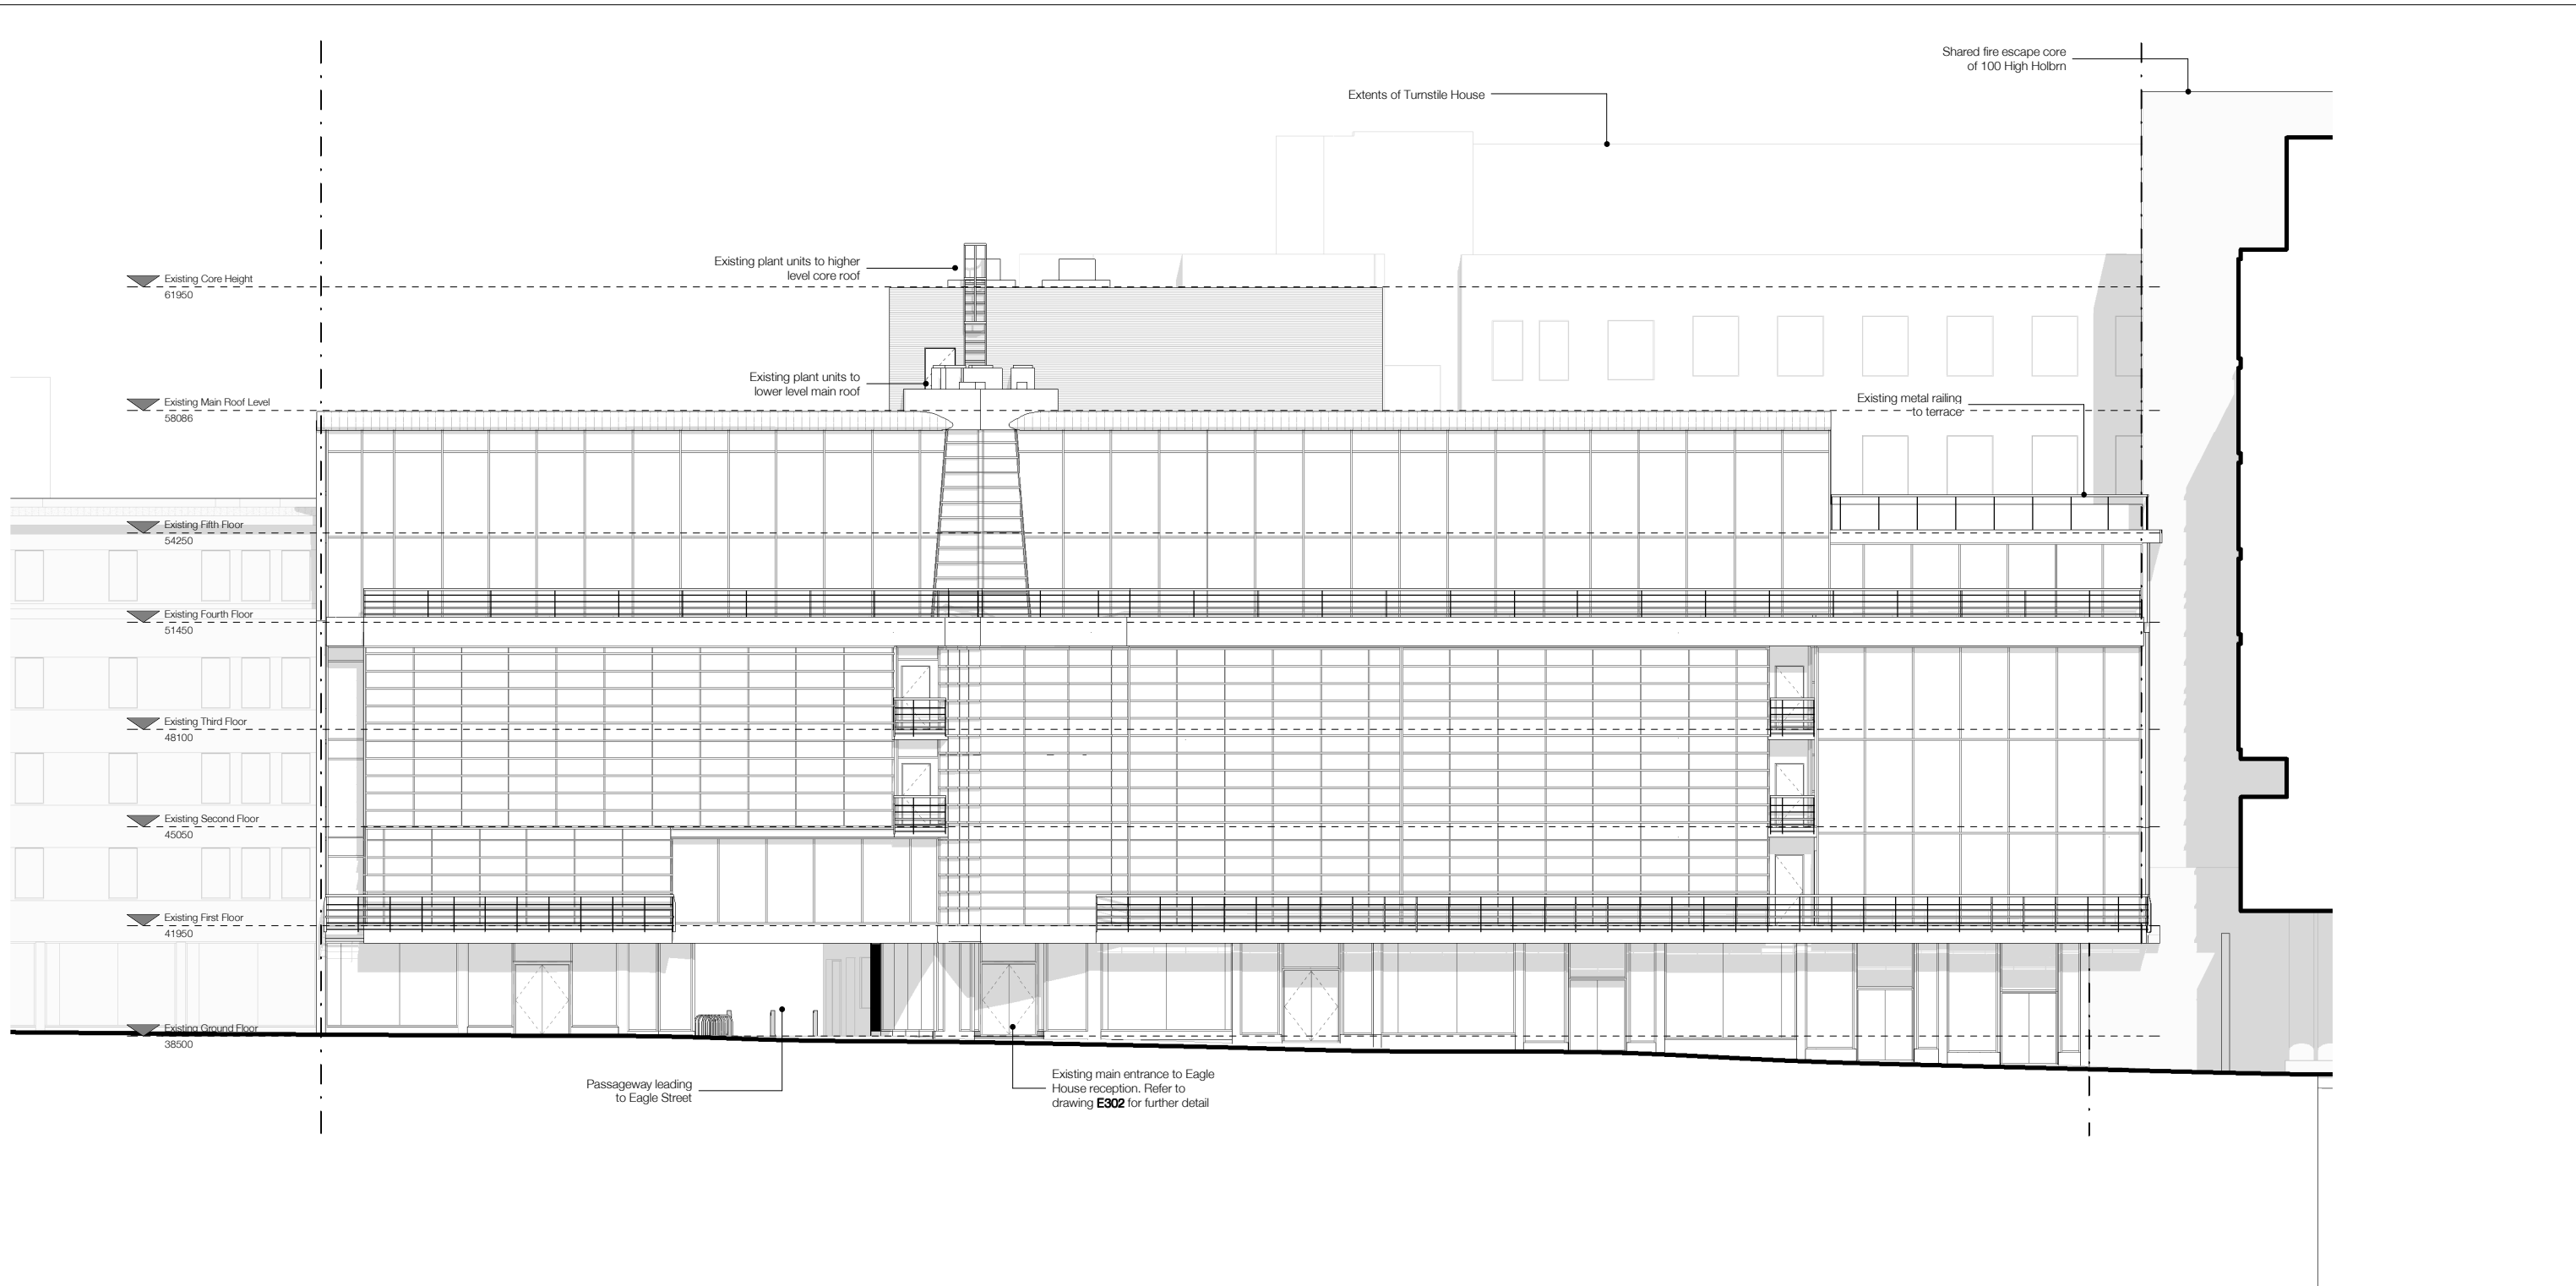 Shared fire escape core
of 100 High Holbrn
Extents of Turnstile House
Existing plant units to higher
level core roof
Existing Core Height
61950
Existing plant units to
lower level main roof
Existing Main Roof Level
58086
Existing metal railing
to terrace
Existing Fifth Floor
54250
Existing Fourth Floor
51450
Existing Third Floor
48100
Existing Second Floor
45050
Existing First Floor
41950
Existing Ground Floor
38500
Passageway leading
to Eagle Street
Existing main entrance to Eagle
House reception. Refer to
drawing E302 for further detail